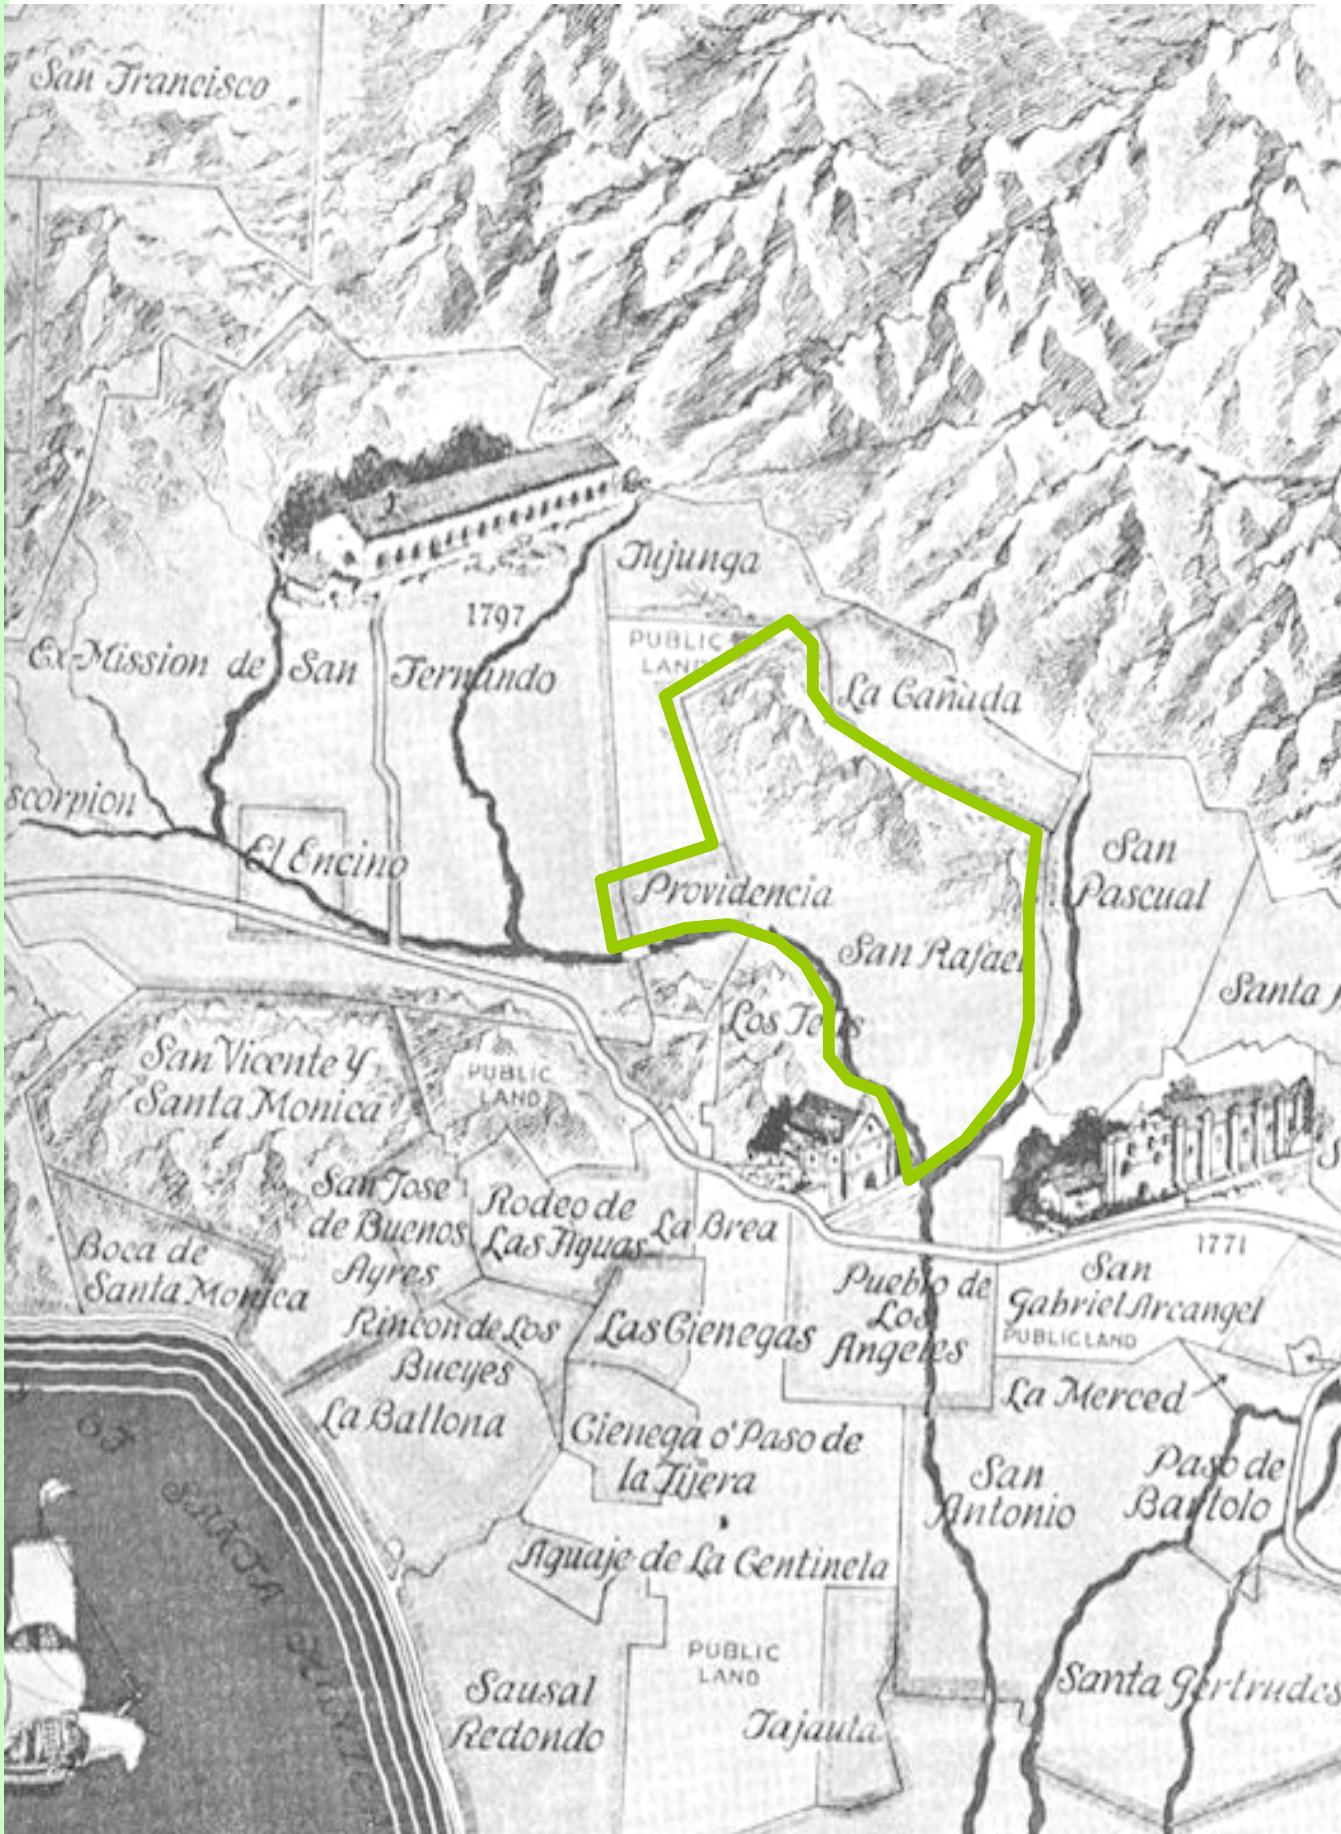 San Francisco
Tujunga
1797
PUBLIC
LAND
Ex-Mission de San Fernando
La Cañada
scorpion
El Encino
San
Pascual
Providencia
San Rafael
Santa
Los Fe
San Vicente Y
Santa Monica
PUBLIC
LAND
San Jose
de Buenos
Ayres
Rodeo de
Las Aguas
La Brea
Boca de
Santa Monica
1771
Pueblo de
Los
Angeles
San
Gabriel Arcangel
PUBLIC LAND
Rincon de Los
Bueyes
Las Cienegas
La Merced
La Ballona
Cienega o' Paso de
la Tijera
San
Antonio
Paso de
Bartolo
Aguaje de La Centinela
PUBLIC
LAND
Sausal
Redondo
Tajauta
Santa Gertrudes